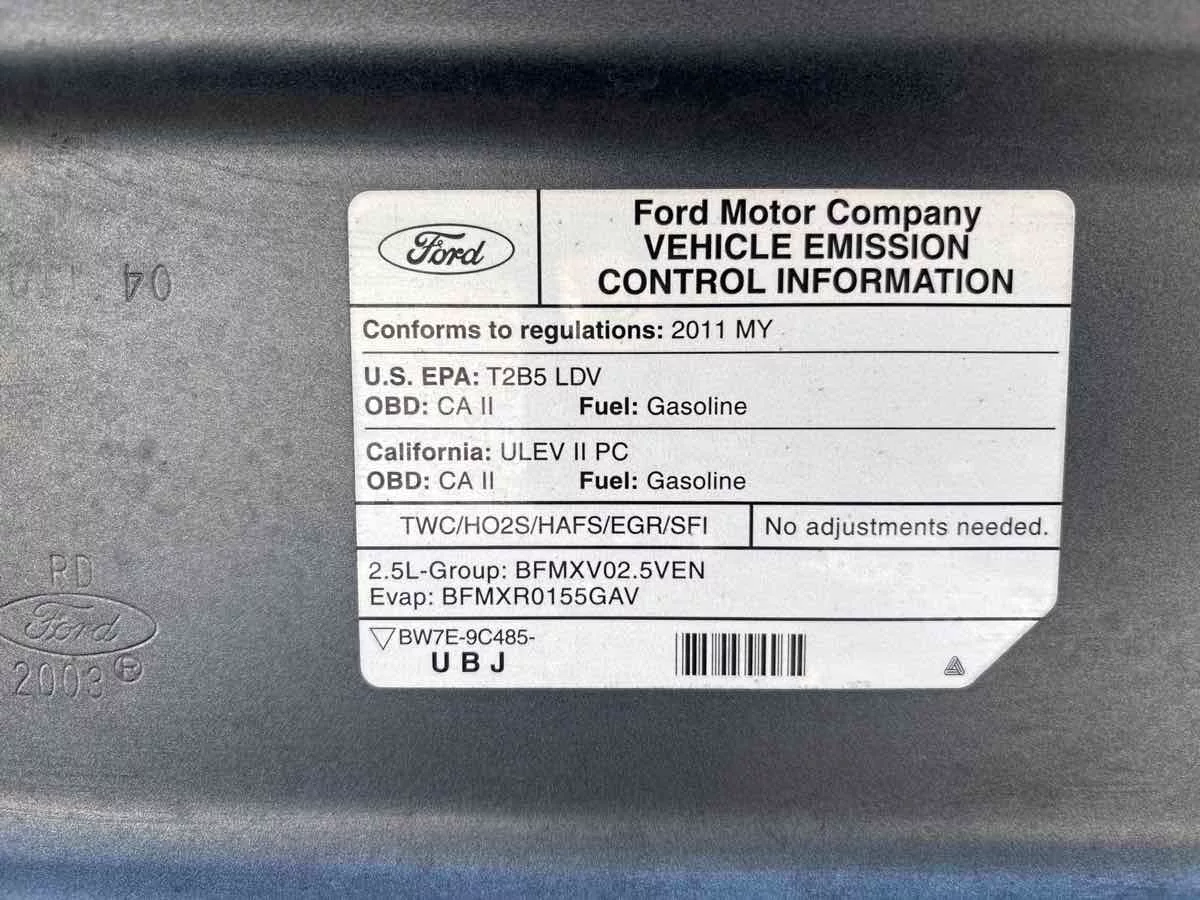 Ford
Ford Motor Company
VEHICLE EMISSION
CONTROL INFORMATION
Conforms to regulations: 2011 MY
U.S. EPA: T2B5 LDV
OBD: CA II Fuel: Gasoline
California: ULEV II PC
OBD: CA II Fuel: Gasoline
TWC/HO2S/HAFS/EGR/SFI No adjustments needed.
2.5L-Group: BFMXV02.5VEN
Evap: BFMXR0155GAV
BW7E-9C485-
UBJ
04
RD
Ford
2003 R